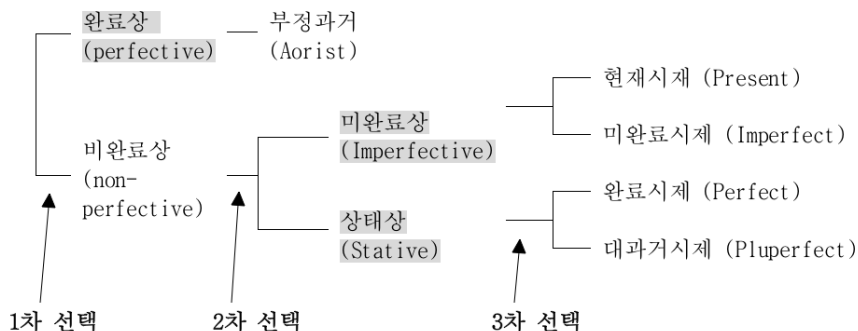 완료상
(perfective)
부정과거
(Aorist)
비완료상
(non-
perfective)
미완료상
(Imperfective)
상태상
(Stative)
현재시재 (Present)
미완료시제 (Imperfect)
완료시제 (Perfect)
대과거시제 (Pluperfect)
1차 선택
2차 선택
3차 선택